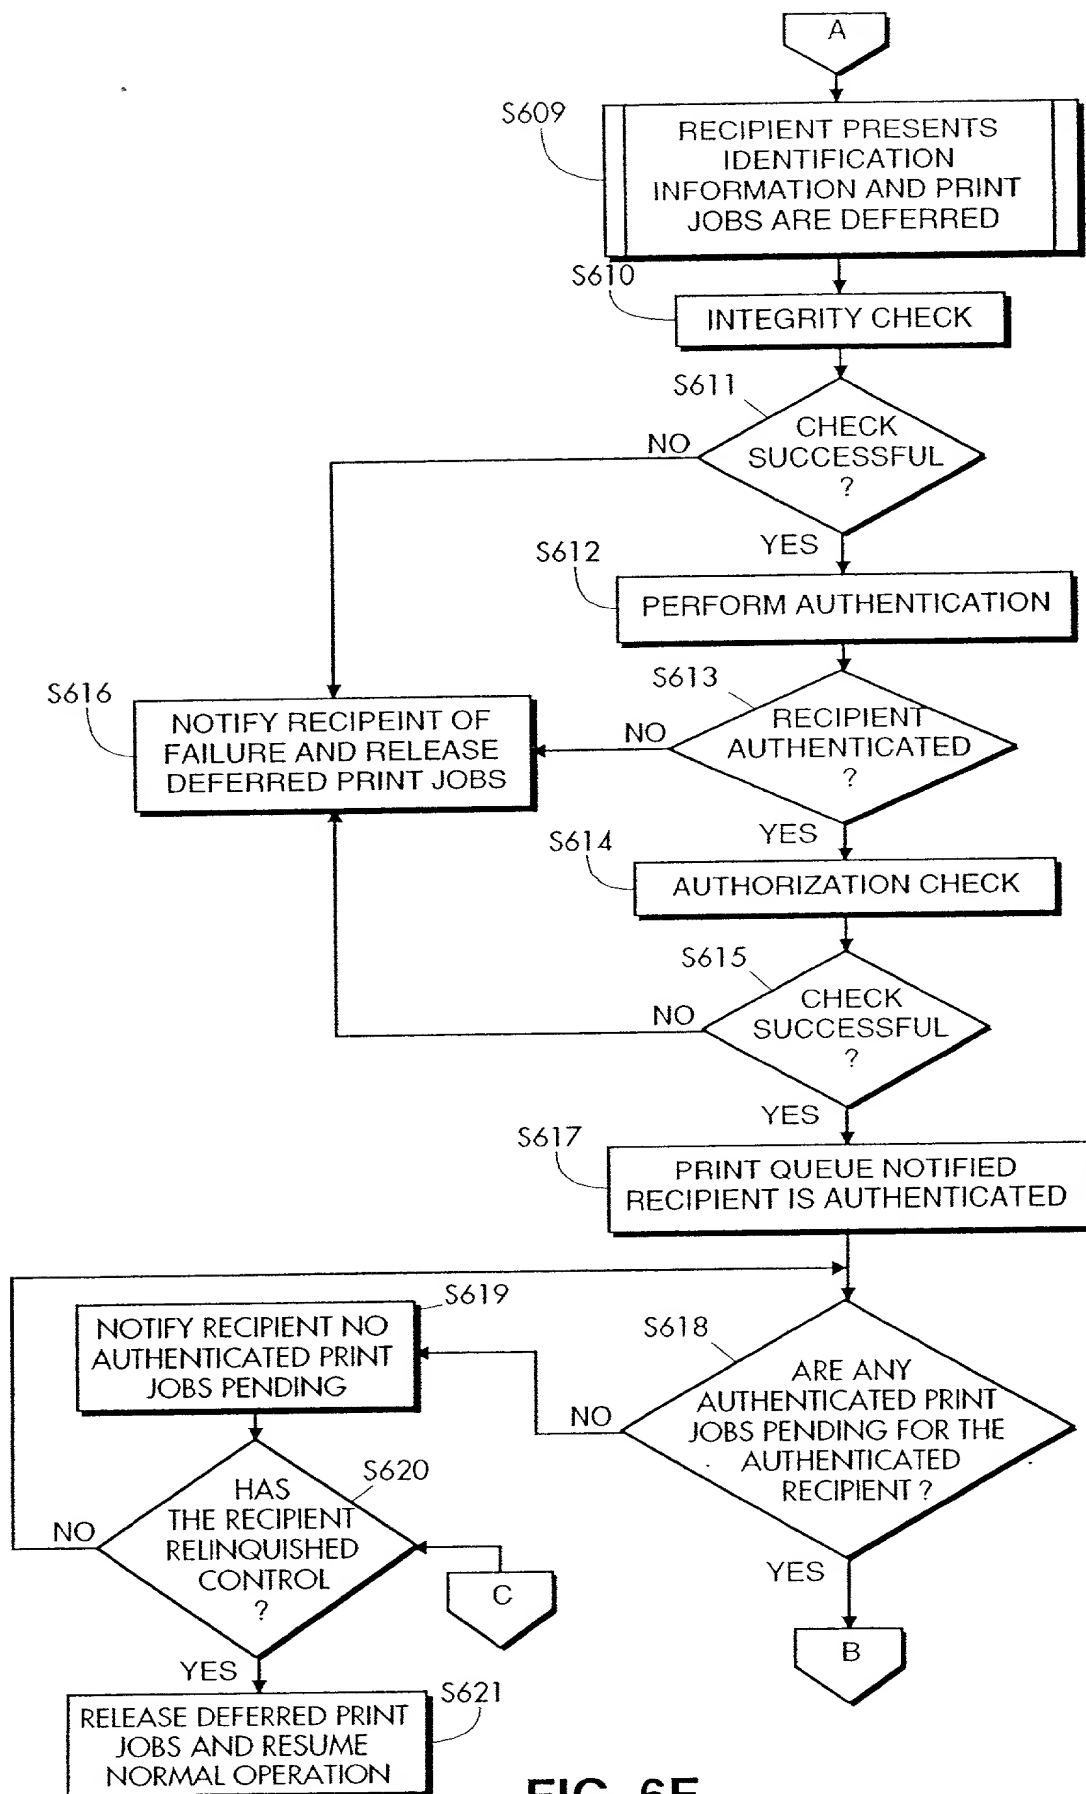 A
S609
RECIPIENT PRESENTS
IDENTIFICATION
INFORMATION AND PRINT
JOBS ARE DEFERRED
S610
INTEGRITY CHECK
S611
CHECK
SUCCESSFUL
?
NO
YES
S612
PERFORM AUTHENTICATION
S613
RECIPIENT
AUTHENTICATED
?
NO
S616
NOTIFY RECIPEINT OF
FAILURE AND RELEASE
DEFERRED PRINT JOBS
YES
S614
AUTHORIZATION CHECK
S615
CHECK
SUCCESSFUL
?
NO
YES
S617
PRINT QUEUE NOTIFIED
RECIPIENT IS AUTHENTICATED
S618
ARE ANY
AUTHENTICATED PRINT
JOBS PENDING FOR THE
AUTHENTICATED
RECIPIENT ?
NO
S619
NOTIFY RECIPIENT NO
AUTHENTICATED PRINT
JOBS PENDING
S620
HAS
THE RECIPIENT
RELINQUISHED
CONTROL
?
NO
C
YES
B
YES
S621
RELEASE DEFERRED PRINT
JOBS AND RESUME
NORMAL OPERATION